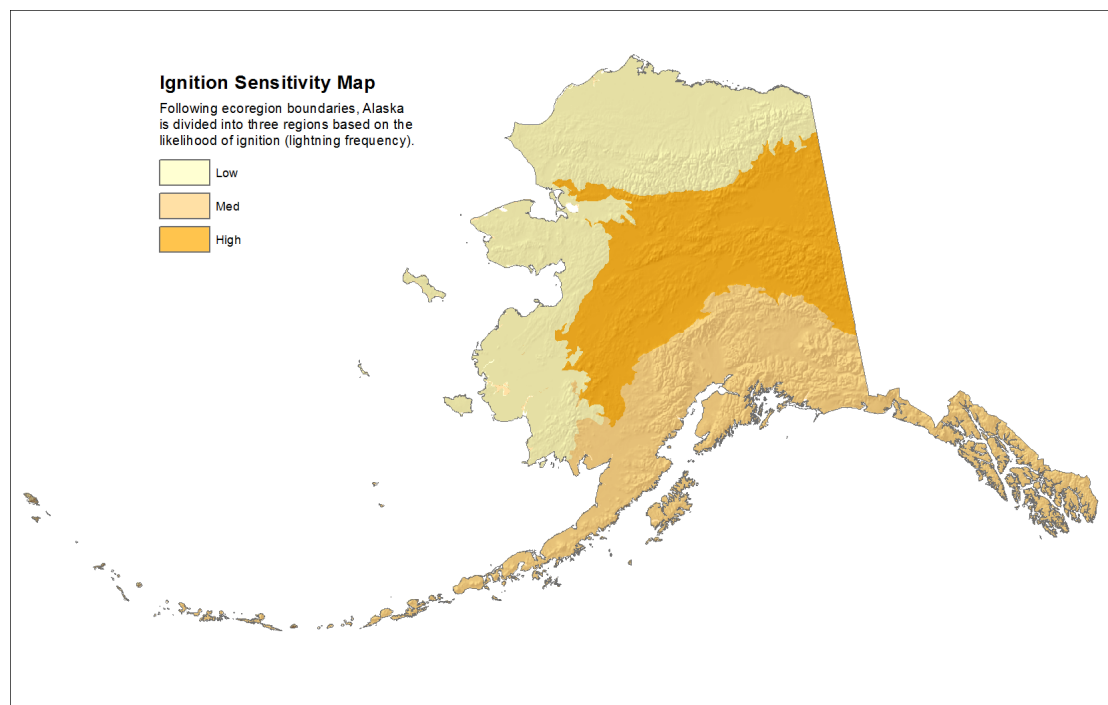 Ignition Sensitivity Map
Following ecoregion boundaries, Alaska
is divided into three regions based on the
likelihood of ignition (lightning frequency).
Low
Med
High